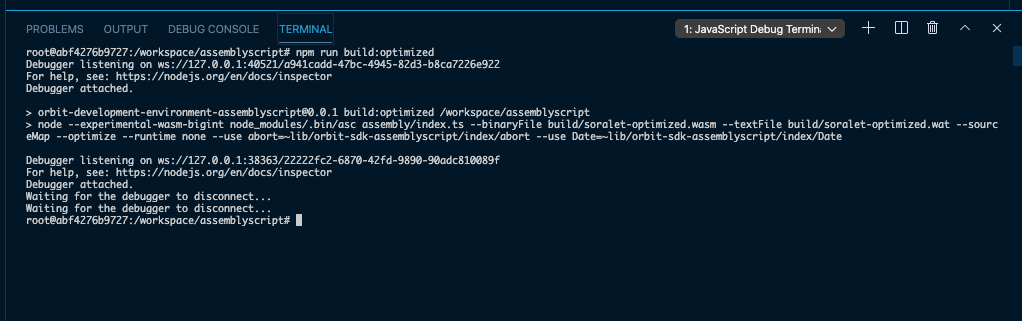 PROBLEMS OUTPUT DEBUG CONSOLE TERMINAL 1: JavaScript Debug Termin
root@abf4276b9727:/workspace/assemblyscript# npm run build:optimized
Debugger listening on ws://127.0.0.1:40521/a941cadd-47bc-4945-82d3-b8ca7226e922
For help, see: https://nodejs.org/en/docs/inspector
Debugger attached.
> orbit-development-environment-assemblyscript@0.0.1 build:optimized /workspace/assemblyscript
> node --experimental-wasm-bigint node_modules/.bin/asc assembly/index.ts --binaryFile build/soralet-optimized.wasm --textFile build/soralet-optimized.wat --sourc
eMap --optimize --runtime none --use abort=~lib/orbit-sdk-assemblyscript/index/abort --use Date=~lib/orbit-sdk-assemblyscript/index/Date
Debugger listening on ws://127.0.0.1:38363/22222fc2-6870-42fd-9890-90adc810089f
For help, see: https://nodejs.org/en/docs/inspector
Debugger attached.
Waiting for the debugger to disconnect...
Waiting for the debugger to disconnect...
root@abf4276b9727:/workspace/assemblyscript#